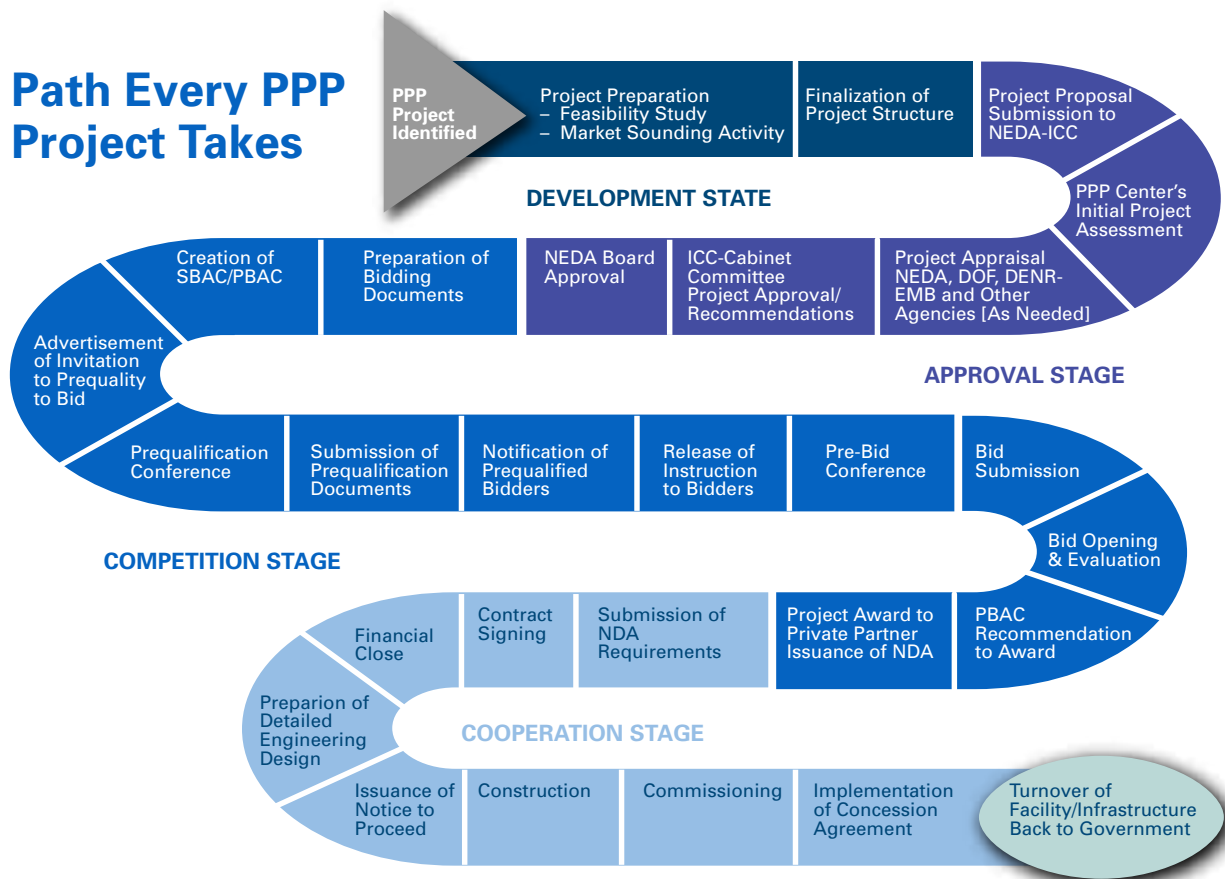 Path Every PPP
Project Takes
PPP
Project
Identified
Project Preparation
– Feasibility Study
– Market Sounding Activity
Finalization of
Project Structure
Project Proposal
Submission to
NEDA-ICC
PPP Center's
Initial Project
Assessment
DEVELOPMENT STATE
Project Appraisal
NEDA, DOF, DENR-
EMB and Other
Agencies [As Needed]
ICC-Cabinet
Committee
Project Approval/
Recommendations
NEDA Board
Approval
APPROVAL STAGE
Preparation of
Bidding
Documents
Creation of
SBAC/PBAC
Advertisement
of Invitation
to Prequality
to Bid
Prequalification
Conference
Submission of
Prequalification
Documents
Notification of
Prequalified
Bidders
Release of
Instruction
to Bidders
Pre-Bid
Conference
Bid
Submission
Bid Opening
& Evaluation
COMPETITION STAGE
PBAC
Recommendation
to Award
Project Award to
Private Partner
Issuance of NDA
Submission of
NDA
Requirements
Contract
Signing
Financial
Close
Preparion of
Detailed
Engineering
Design
COOPERATION STAGE
Issuance of
Notice to
Proceed
Construction
Commissioning
Implementation
of Concession
Agreement
Turnover of
Facility/Infrastructure
Back to Government